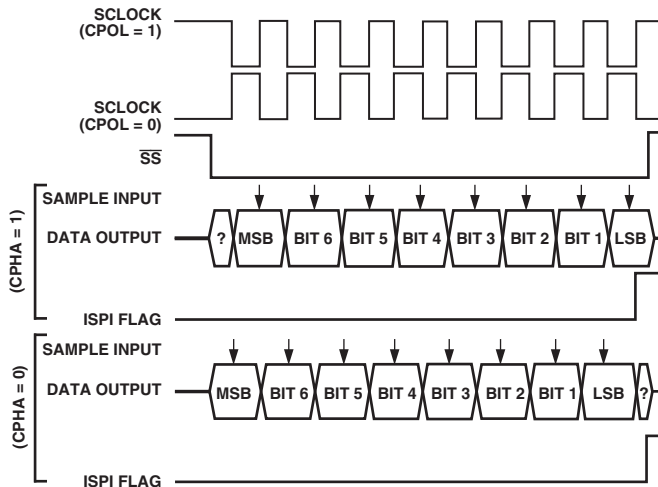 SCLOCK
(CPOL = 1)
SCLOCK
(CPOL = 0)
SS
(CPHA = 1)
SAMPLE INPUT
DATA OUTPUT ? MSB BIT 6 BIT 5 BIT 4 BIT 3 BIT 2 BIT 1 LSB
ISPI FLAG
(CPHA = 0)
SAMPLE INPUT
DATA OUTPUT MSB BIT 6 BIT 5 BIT 4 BIT 3 BIT 2 BIT 1 LSB ?
ISPI FLAG